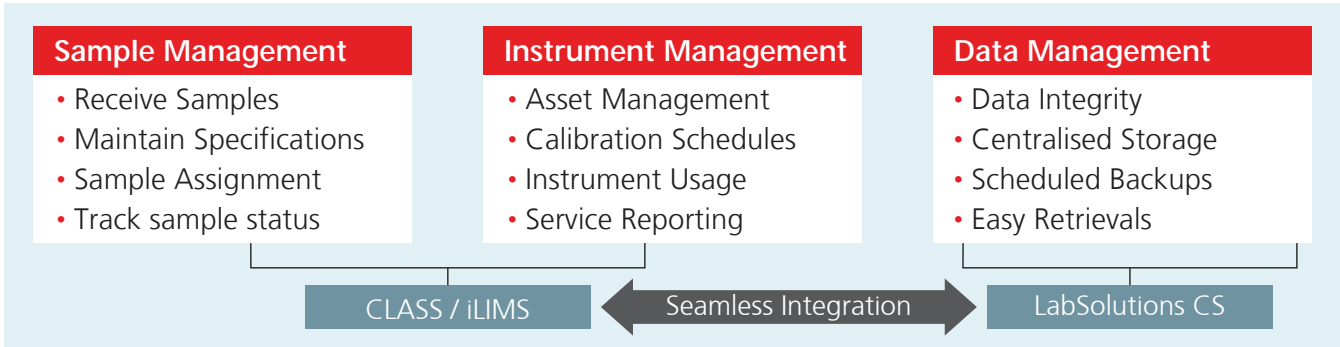 Sample Management
• Receive Samples
• Maintain Specifications
• Sample Assignment
• Track sample status
Instrument Management
• Asset Management
• Calibration Schedules
• Instrument Usage
• Service Reporting
Data Management
• Data Integrity
• Centralised Storage
• Scheduled Backups
• Easy Retrievals
CLASS / iLIMS
Seamless Integration
LabSolutions CS